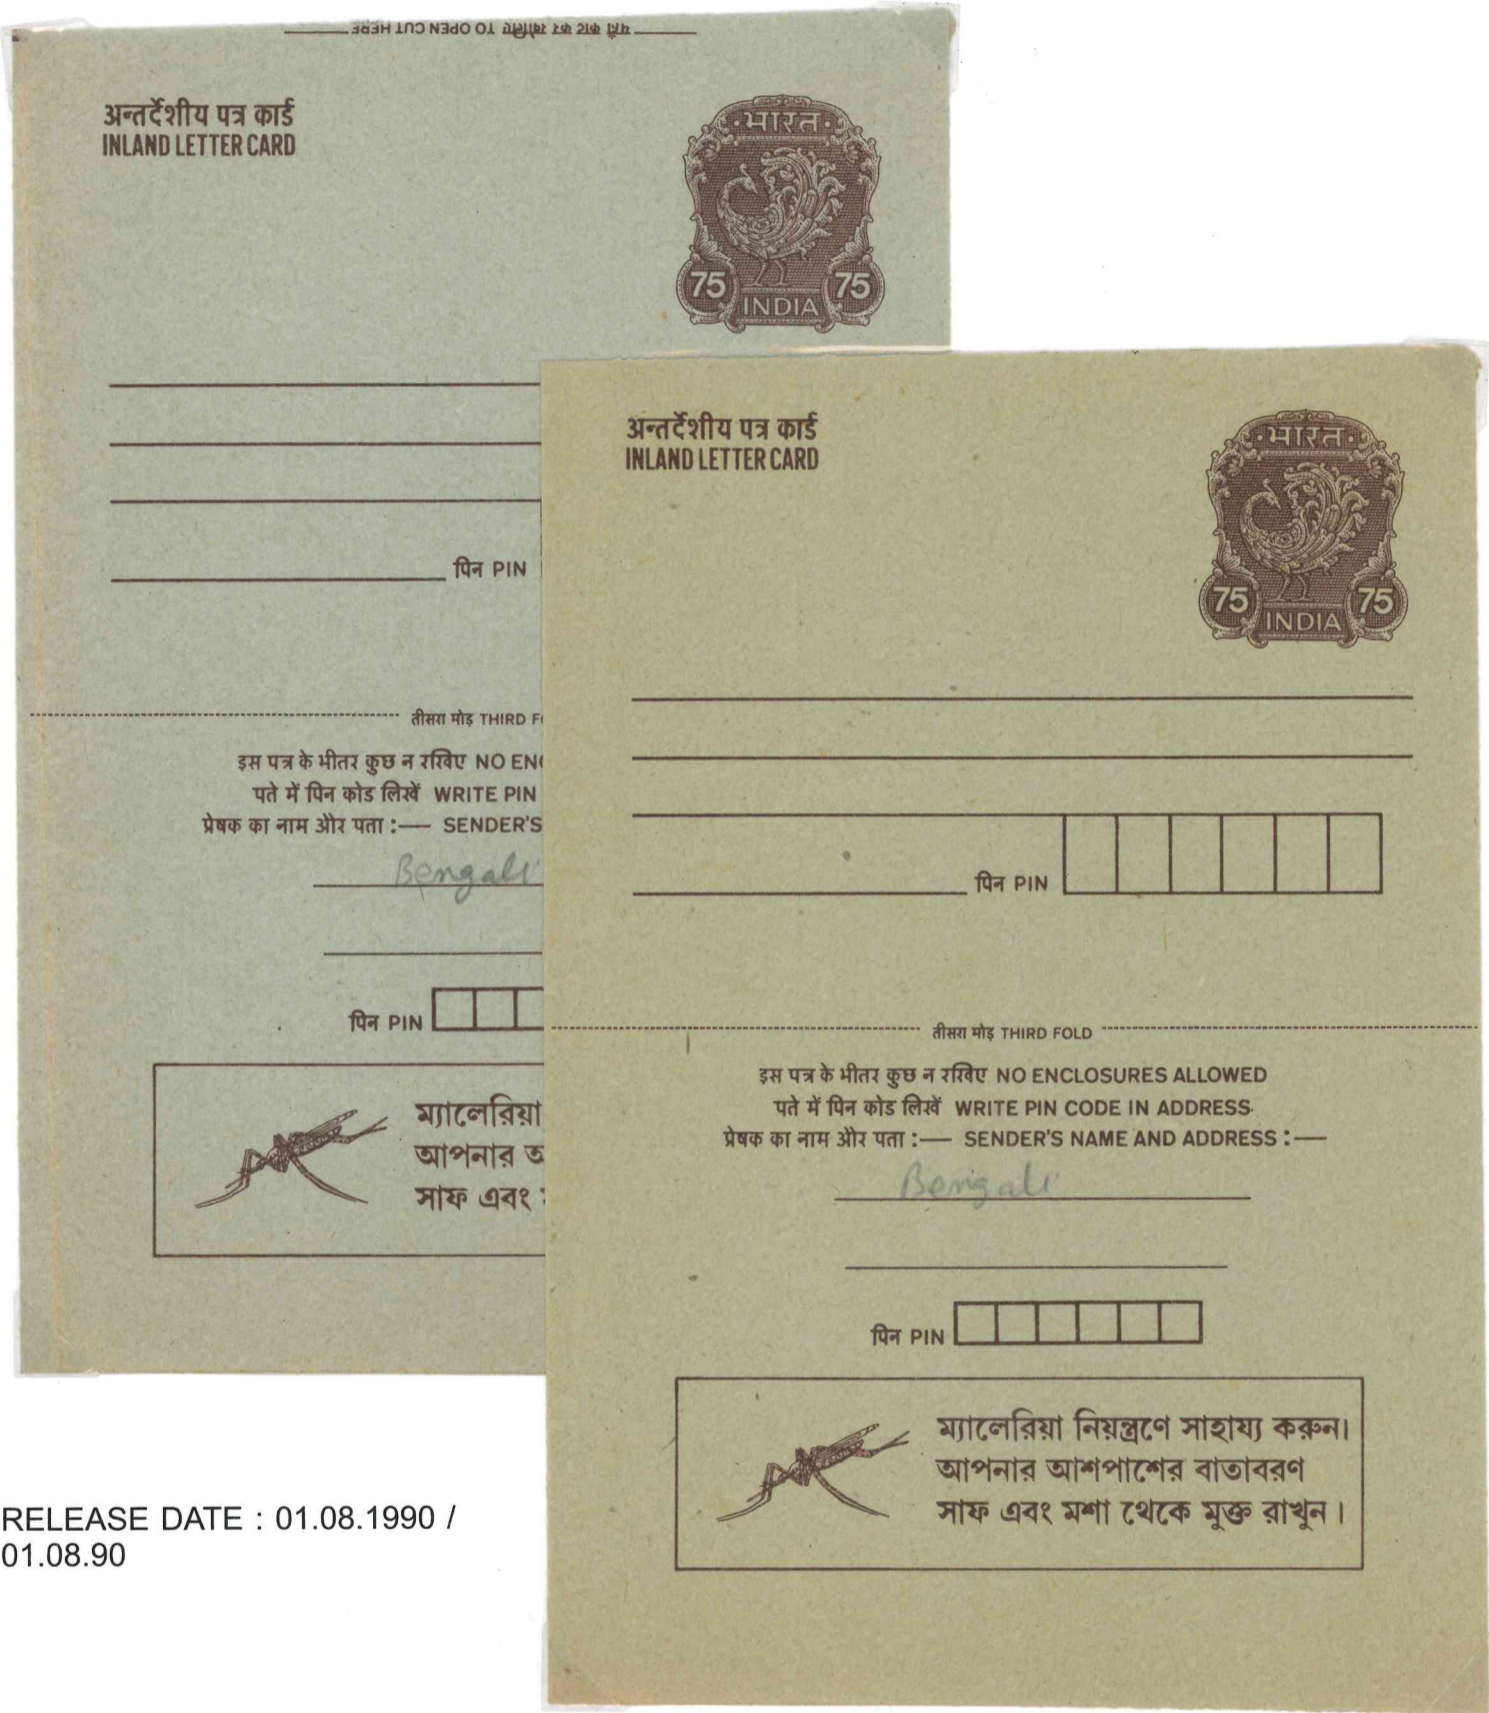 यहाँ काट कर खोलिए TO OPEN CUT HERE
अन्तर्देशीय पत्र कार्ड
INLAND LETTER CARD
भारत
75 75
INDIA
पिन PIN
तीसरा मोड़ THIRD
इस पत्र के भीतर कुछ न रखिए NO
पते में पिन कोड लिखें WRITE PIN
प्रेषक का नाम और पता :— SENDER'S
Bengali
पिन PIN
ম্যালেরিয়া
আপনার
সাফ এবং
अन्तर्देशीय पत्र कार्ड
INLAND LETTER CARD
भारत
75 75
INDIA
पिन PIN
तीसरा मोड़ THIRD FOLD
इस पत्र के भीतर कुछ न रखिए NO ENCLOSURES ALLOWED
पते में पिन कोड लिखें WRITE PIN CODE IN ADDRESS
प्रेषक का नाम और पता :— SENDER'S NAME AND ADDRESS :—
Bengali
पिन PIN
ম্যালেরিয়া নিয়ন্ত্রণে সাহায্য করুন।
আপনার আশপাশের বাতাবরণ
সাফ এবং মশা থেকে মুক্ত রাখুন।
RELEASE DATE : 01.08.1990 /
01.08.90